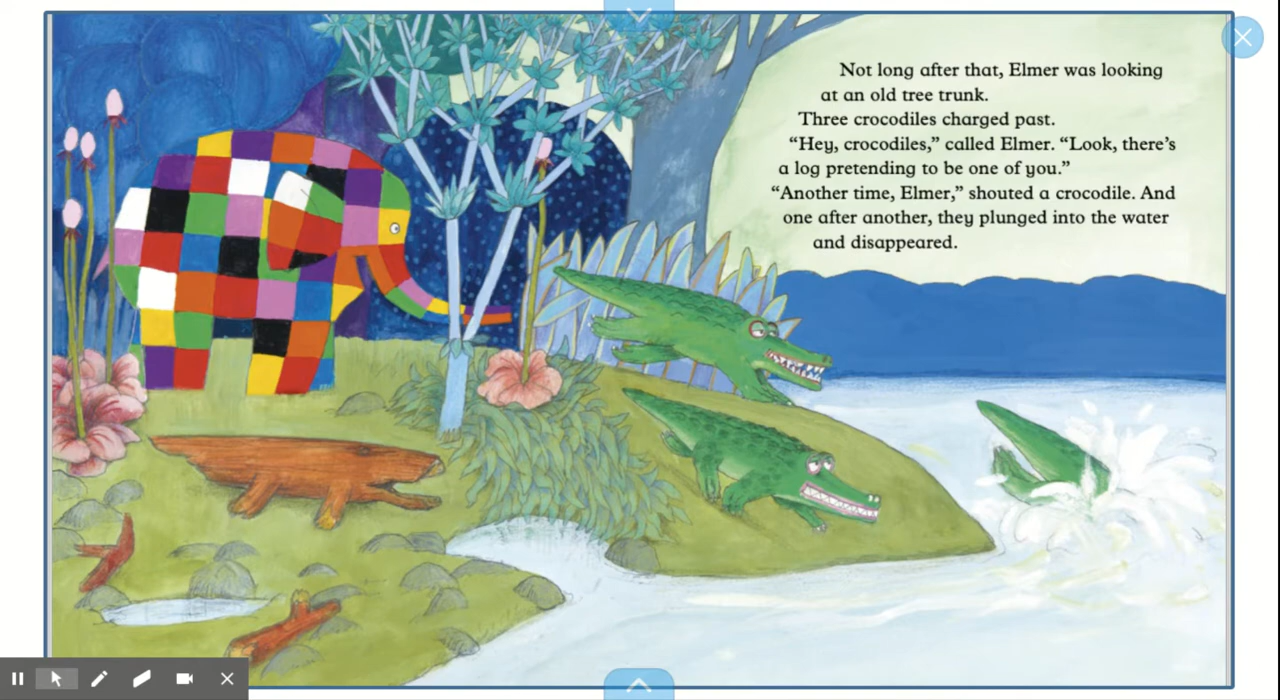 Not long after that, Elmer was looking
at an old tree trunk.
Three crocodiles charged past.
“Hey, crocodiles,” called Elmer. “Look, there’s
a log pretending to be one of you.”
“Another time, Elmer,” shouted a crocodile. And
one after another, they plunged into the water
and disappeared.